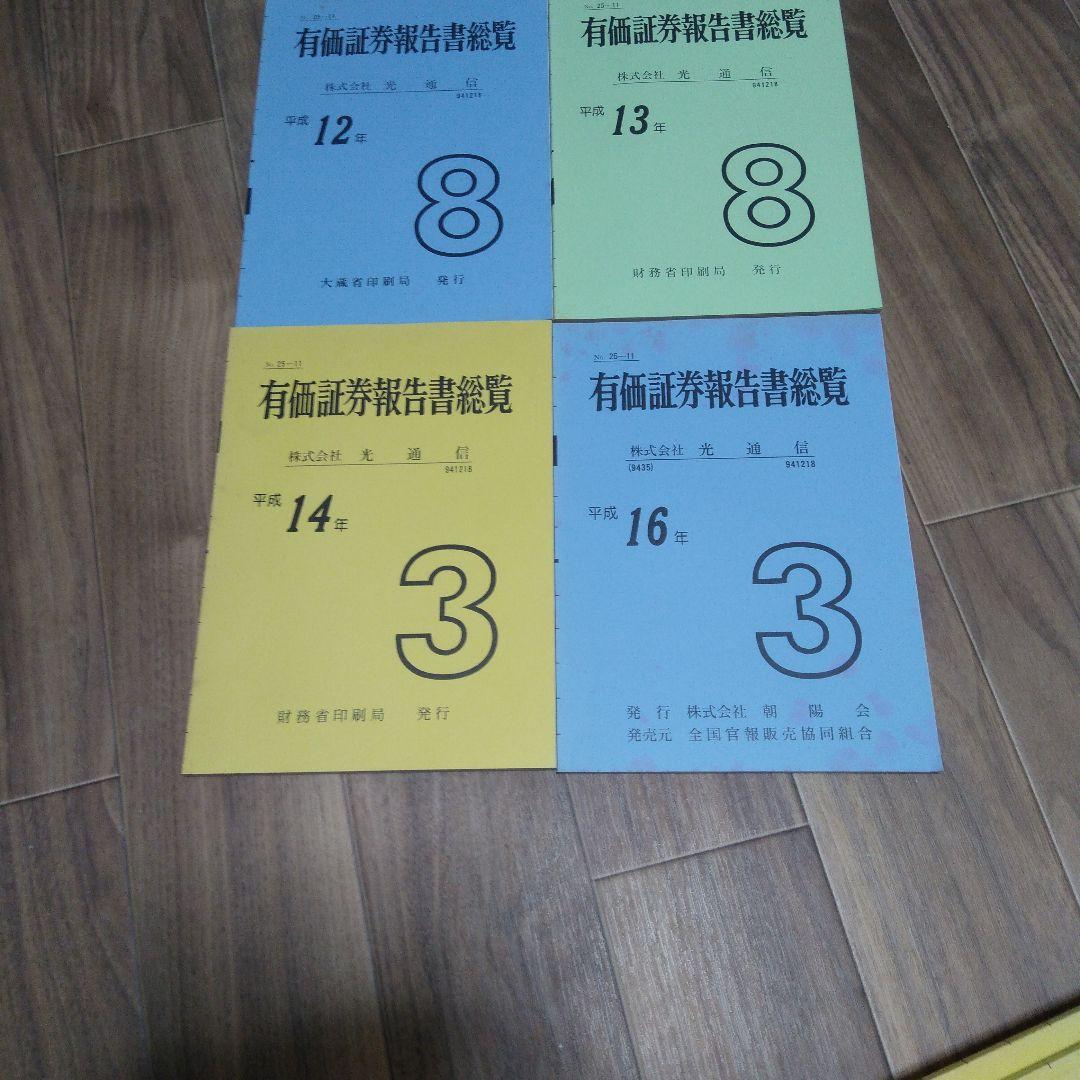 有価証券報告書総覧
株式会社 光通信
941218
平成 12 年
8
大蔵省印刷局 発行
No. 25-11
有価証券報告書総覧
株式会社 光通信
941218
平成 13 年
8
財務省印刷局 発行
No. 25-11
有価証券報告書総覧
株式会社 光通信
941218
平成 14 年
3
財務省印刷局 発行
No. 25-11
有価証券報告書総覧
株式会社 光通信
(9435) 941218
平成 16 年
3
発行 株式会社 朝陽会
発売元 全国官報販売協同組合